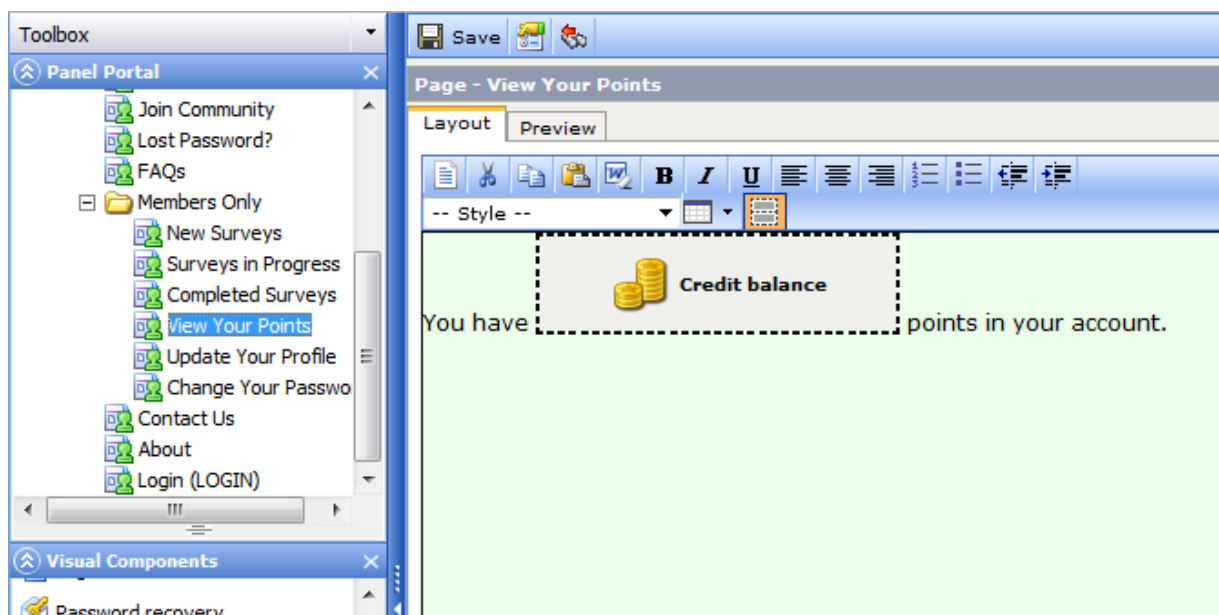 Toolbox
Panel Portal
Join Community
Lost Password?
FAQs
Members Only
New Surveys
Surveys in Progress
Completed Surveys
View Your Points
Update Your Profile
Change Your Passwo
Contact Us
About
Login (LOGIN)
Visual Components
Password recovery
Save
Page - View Your Points
Layout Preview
B I U
-- Style --
Credit balance
You have points in your account.